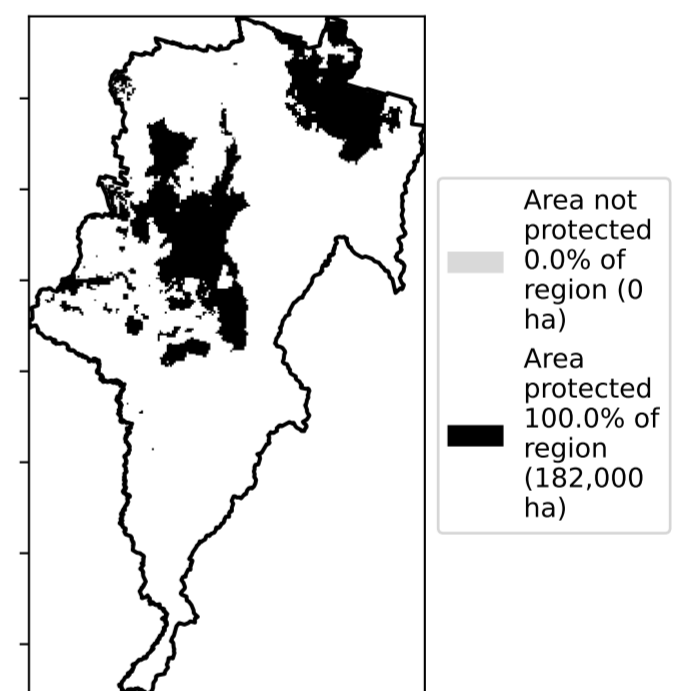 Area not
protected
0.0% of
region (0
ha)
Area
protected
100.0% of
region
(182,000
ha)